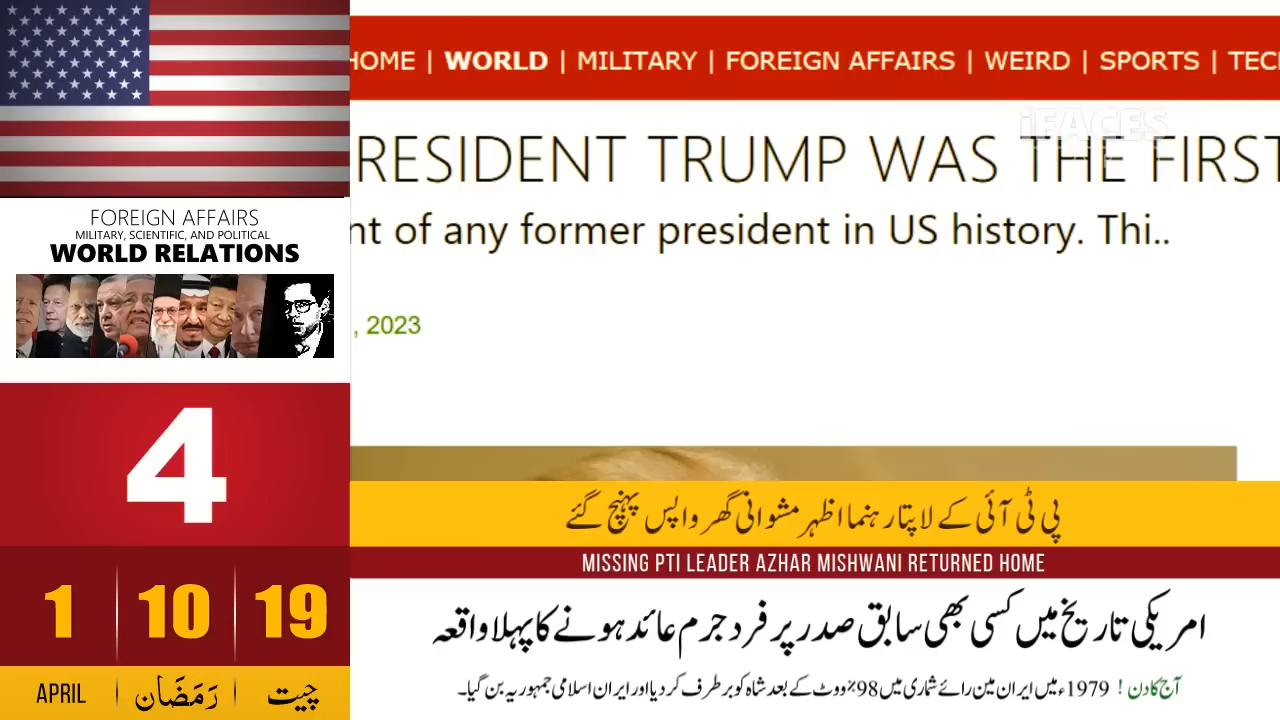 HOME | WORLD | MILITARY | FOREIGN AFFAIRS | WEIRD | SPORTS | TECH
iFACES
RESIDENT TRUMP WAS THE FIRST
nt of any former president in US history. Thi..
, 2023
FOREIGN AFFAIRS
MILITARY, SCIENTIFIC, AND POLITICAL
WORLD RELATIONS
4
1 10 19
APRIL رَمَضَان چیت
پی ٹی آئی کے لاپتا رہنما اظہر مشوانی گھر واپس پہنچ گئے
MISSING PTI LEADER AZHAR MISHWANI RETURNED HOME
امریکی تاریخ میں کسی بھی سابق صدر پر فرد جرم عائد ہونے کا پہلا واقعہ
آج کا دن ! 1979ء میں ایران مین رائے شماری میں 98٪ ووٹ کے بعد شاہ کو برطرف کر دیا اور ایران اسلامی جمہوریہ بن گیا۔